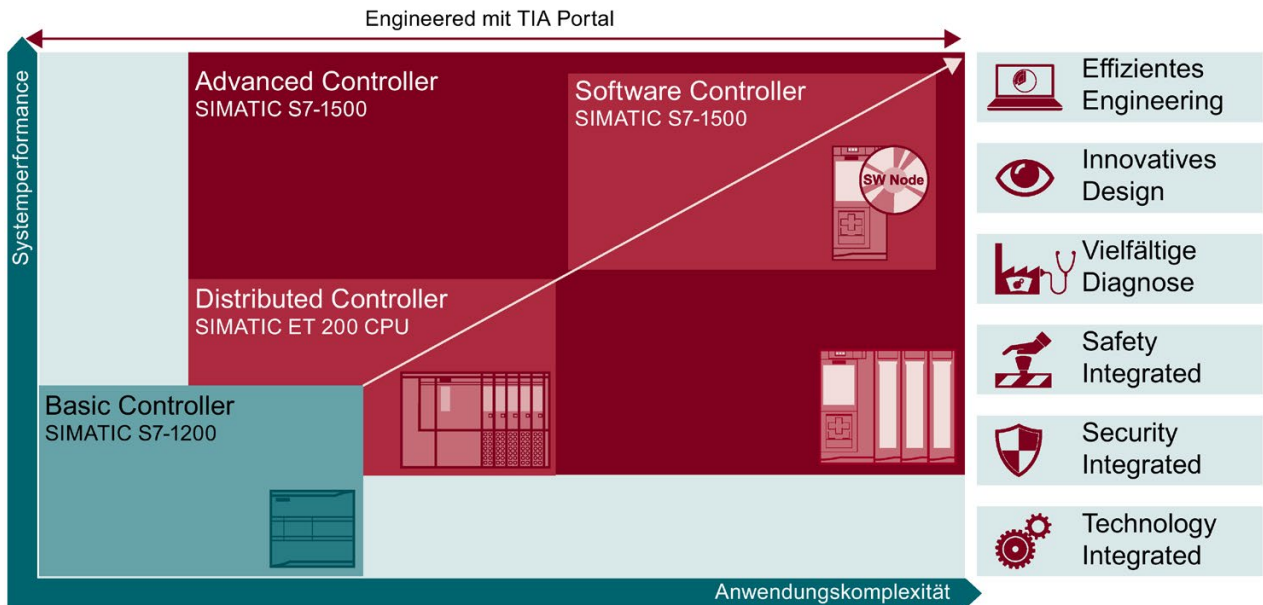 Engineered mit TIA Portal
Systemperformance
Advanced Controller
SIMATIC S7-1500
Software Controller
SIMATIC S7-1500
SW Node
Distributed Controller
SIMATIC ET 200 CPU
Basic Controller
SIMATIC S7-1200
Anwendungskomplexität
Effizientes
Engineering
Innovatives
Design
Vielfältige
Diagnose
Safety
Integrated
Security
Integrated
Technology
Integrated